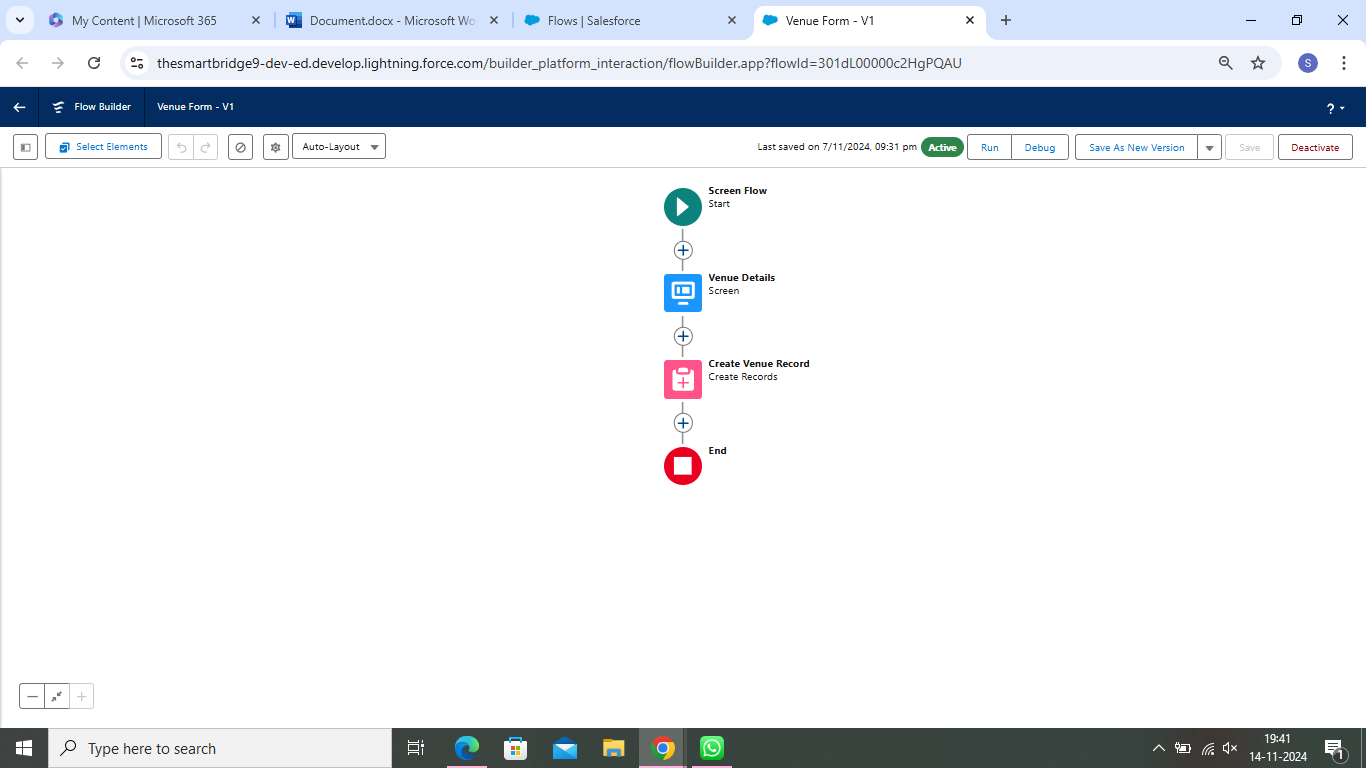 My Content | Microsoft 365
Document.docx - Microsoft Wo
Flows | Salesforce
Venue Form - V1
thesmartbridge9-dev-ed.develop.lightning.force.com/builder_platform_interaction/flowBuilder.app?flowId=301dL00000c2HgPQAU
S
Flow Builder
Venue Form - V1
?
Select Elements
Auto-Layout
Last saved on 7/11/2024, 09:31 pm
Active
Run
Debug
Save As New Version
Save
Deactivate
Screen Flow
Start
Venue Details
Screen
Create Venue Record
Create Records
End
Type here to search
19:41
14-11-2024
1